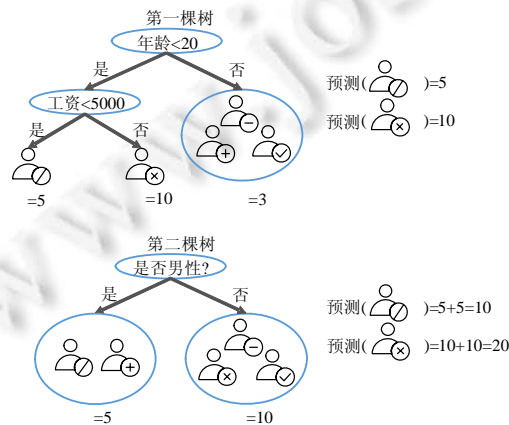 第一棵树
年龄<20
是
否
工资<5000
是
否
=5
=10
=3
预测( )=5
预测( )=10
第二棵树
是否男性?
是
否
=5
=10
预测( )=5+5=10
预测( )=10+10=20